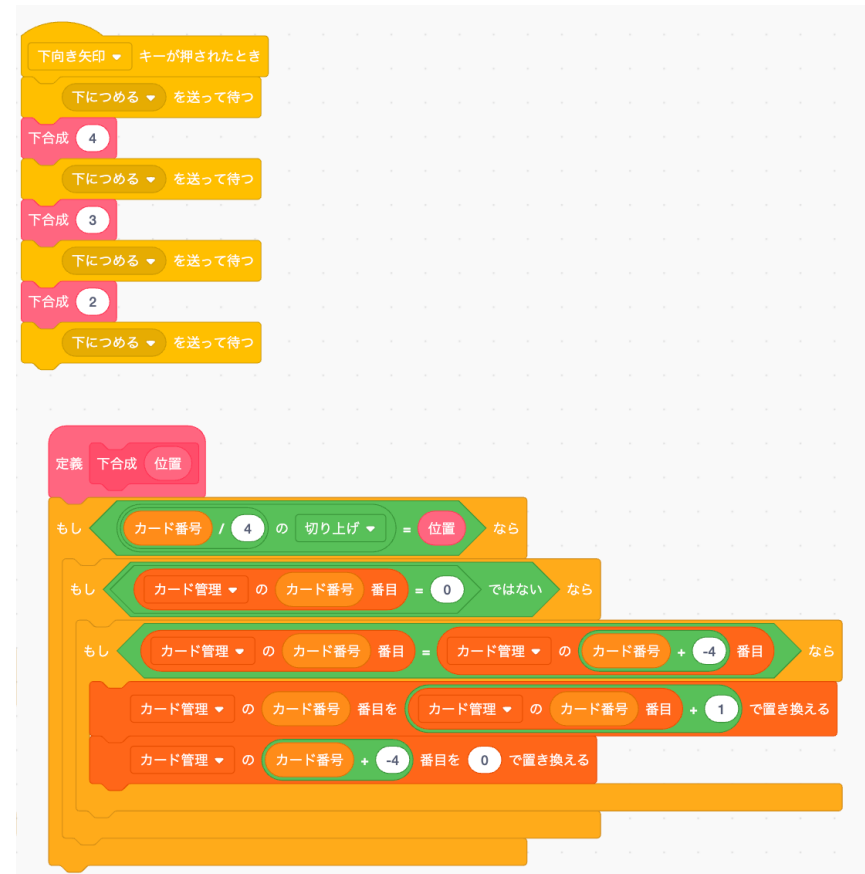 下向き矢印 キーが押されたとき
下につめる を送って待つ
下合成 4
下につめる を送って待つ
下合成 3
下につめる を送って待つ
下合成 2
下につめる を送って待つ
定義 下合成 位置
もし カード番号 / 4 の 切り上げ = 位置 なら
もし カード管理 の カード番号 番目 = 0 ではない なら
もし カード管理 の カード番号 番目 = カード管理 の カード番号 + -4 番目 なら
カード管理 の カード番号 番目を カード管理 の カード番号 番目 + 1 で置き換える
カード管理 の カード番号 + -4 番目を 0 で置き換える